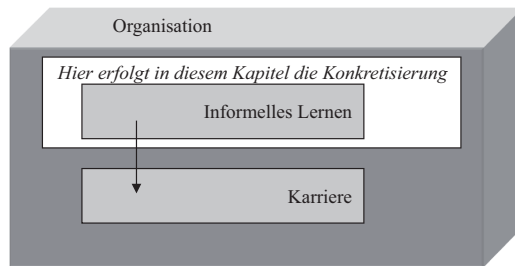 Organisation
Hier erfolgt in diesem Kapitel die Konkretisierung
Informelles Lernen
Karriere